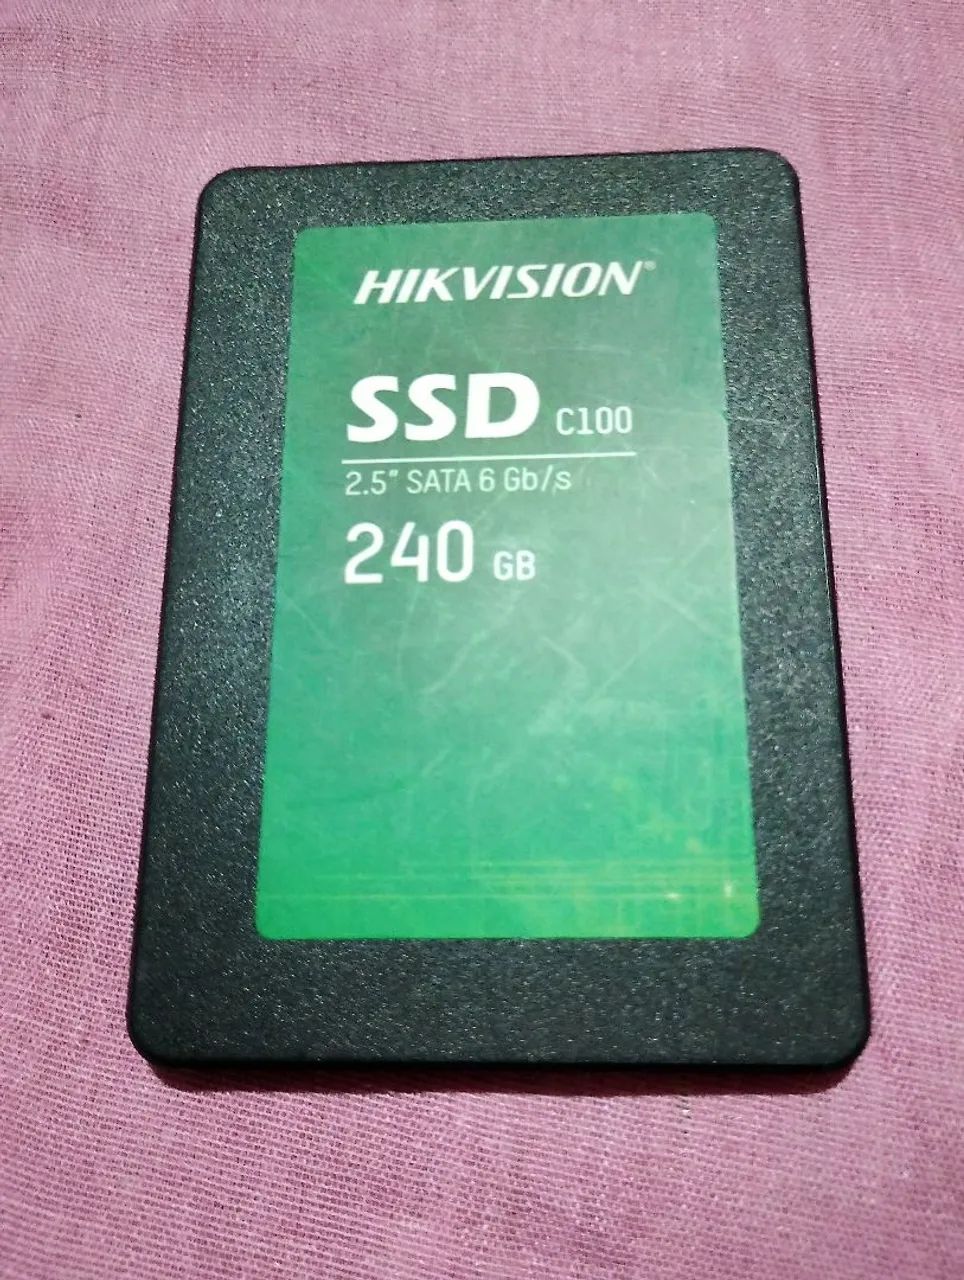 HIKVISION®
SSD C100
2.5" SATA 6 Gb/s
240 GB